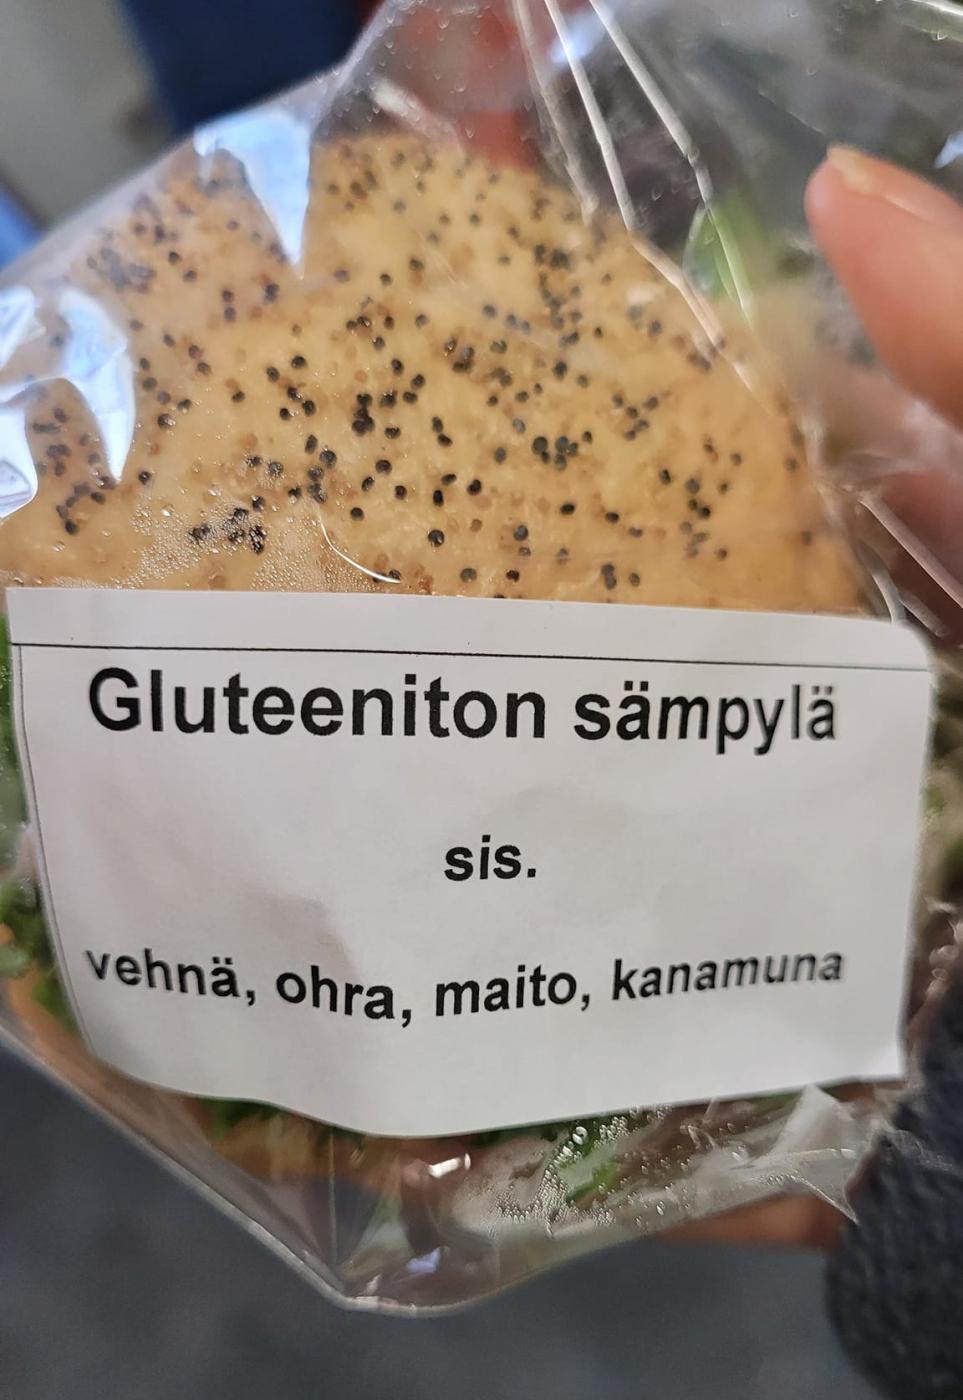 Gluteeniton sämpylä
sis.
vehnä, ohra, maito, kanamuna